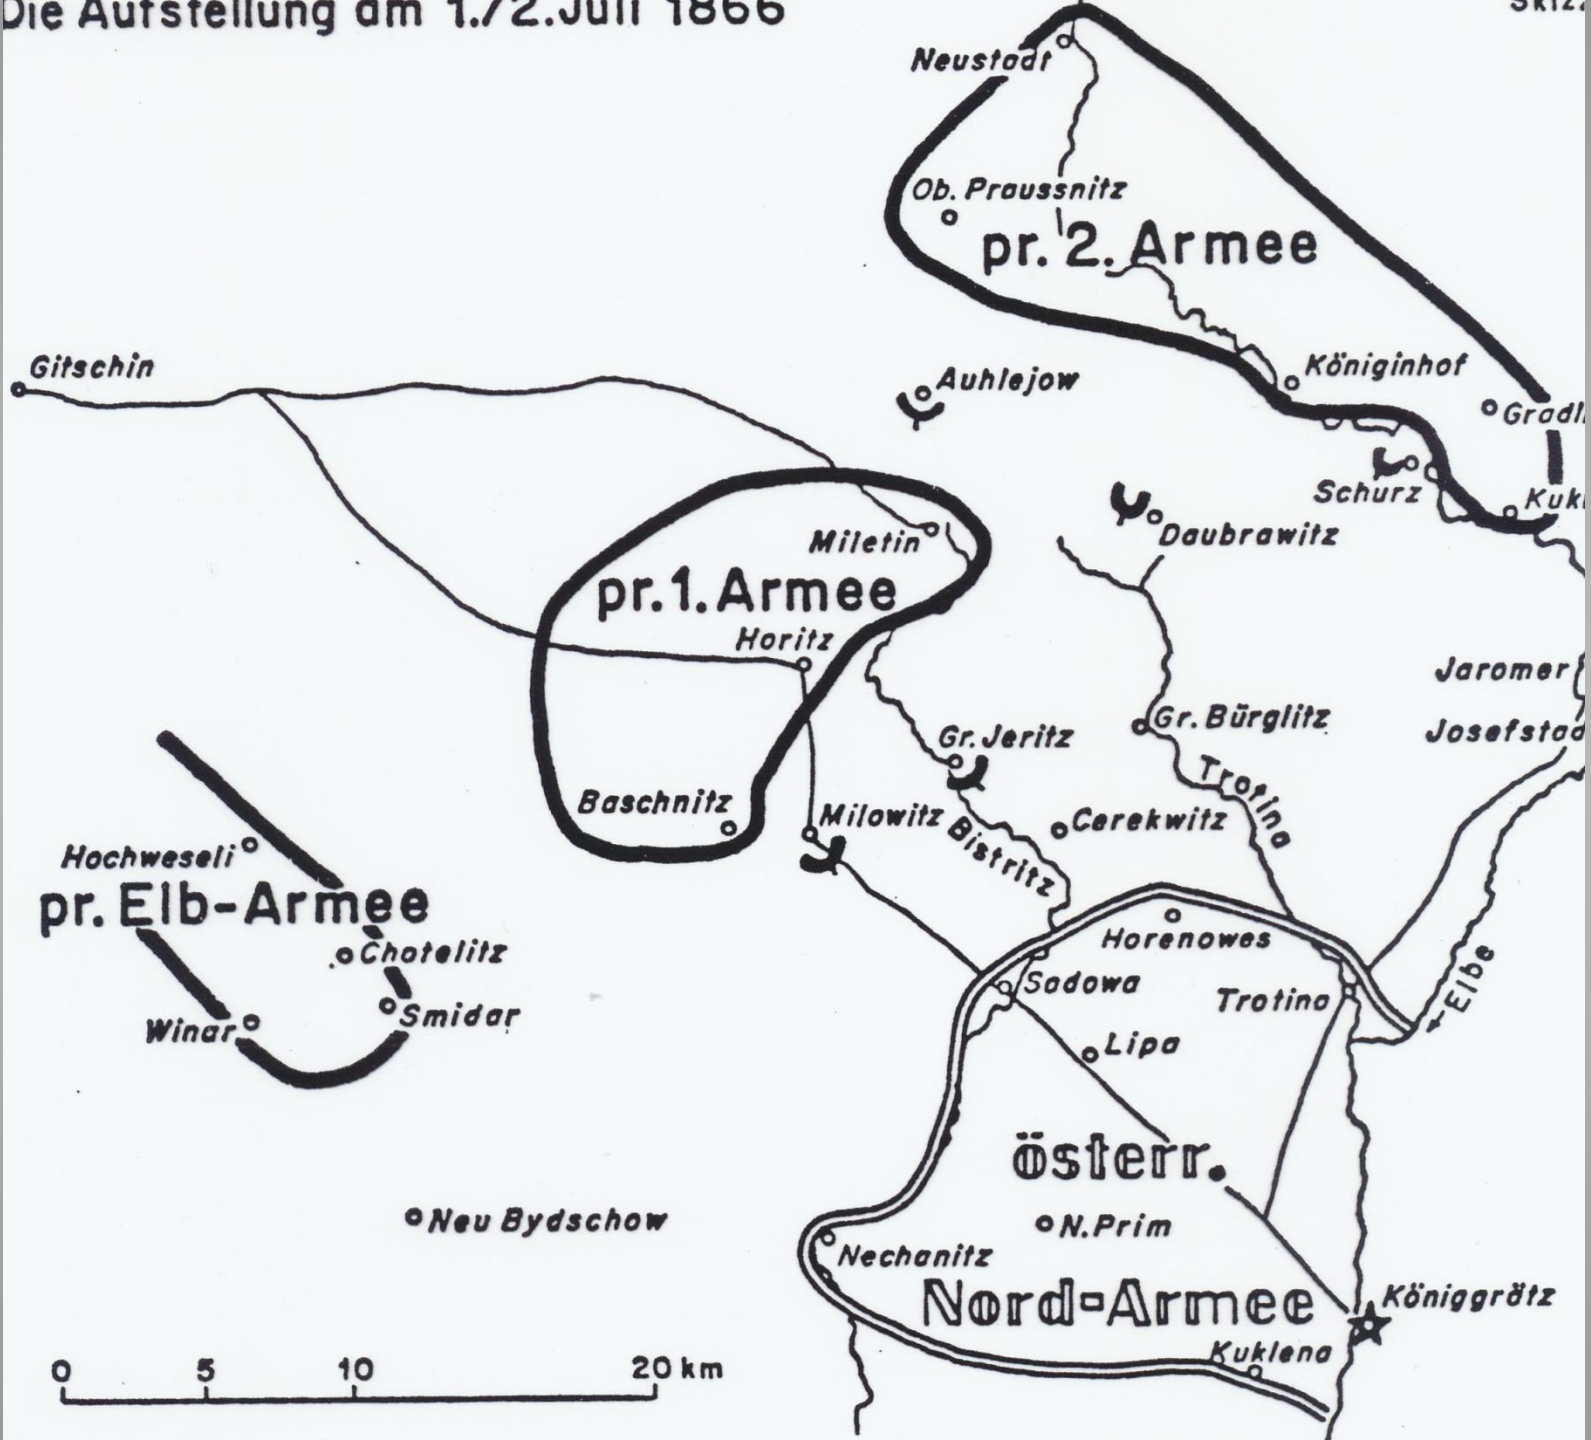 Die Aufstellung am 1./2. Juli 1866
Neustadt
Ob. Praussnitz
pr. 2. Armee
Gitschin
Auhlejow
Königinhof
Gradl
Schurz
Kukl
Miletin
Daubrawitz
pr. 1. Armee
Horitz
Jaromer
Gr. Bürglitz
Josefstad
Gr. Jeritz
Trotina
Baschnitz
Milowitz
Bistritz
Cerekwitz
Hochweseli
pr. Elb-Armee
Horenowes
Chotelitz
Sadowa
Trotina
Elbe
Winar
Smidar
Lipa
österr.
Neu Bydschow
N. Prim
Nechanitz
Nord-Armee
Königgrätz
Kuklena
0 5 10 20 km